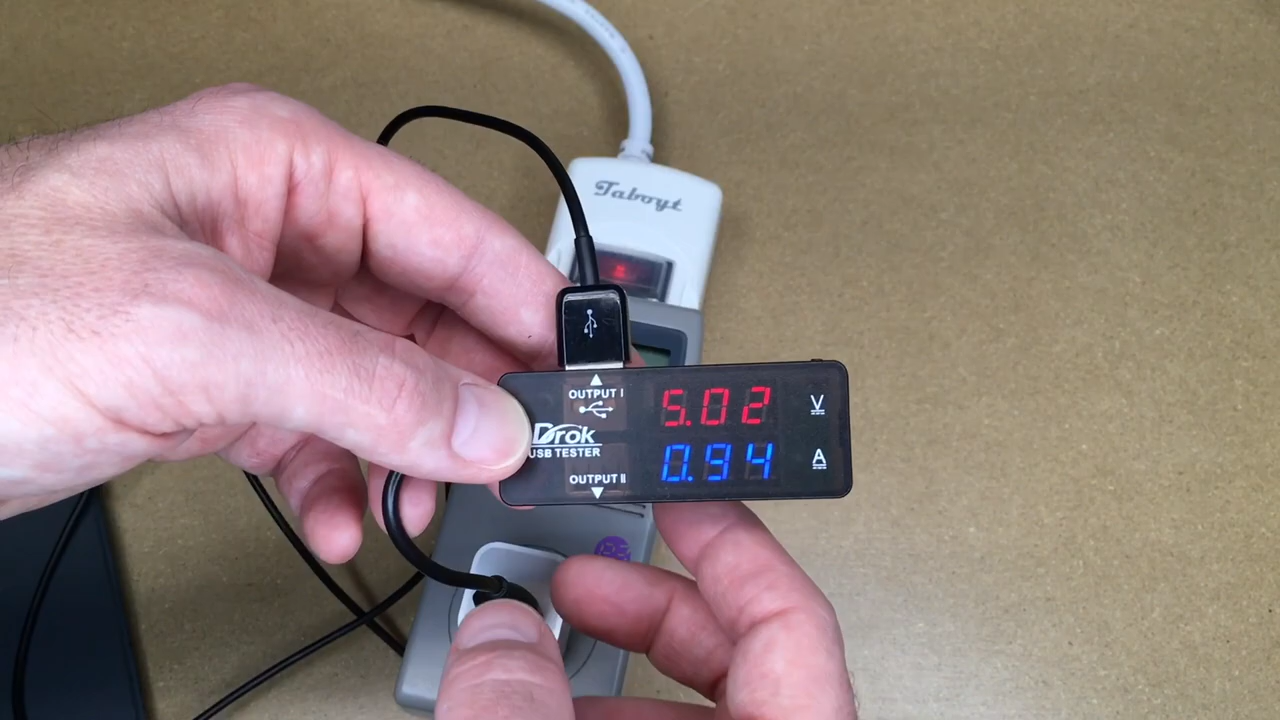 Taboyt
OUTPUT I
5.02 V
Drok
USB TESTER
0.94 A
OUTPUT II